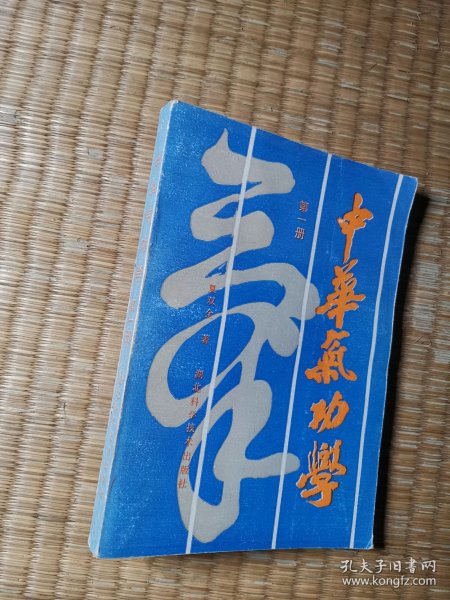 中華氣功學
第一册
夏双全 著
湖北科学技术出版社
孔夫子旧书网
www.kongfz.com